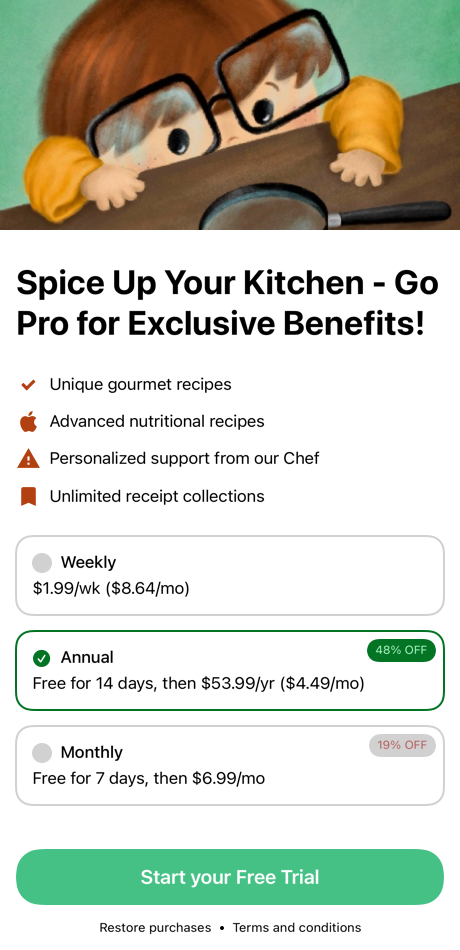 Spice Up Your Kitchen - Go
Pro for Exclusive Benefits!
Unique gourmet recipes
Advanced nutritional recipes
Personalized support from our Chef
Unlimited receipt collections
Weekly
$1.99/wk ($8.64/mo)
Annual
48% OFF
Free for 14 days, then $53.99/yr ($4.49/mo)
Monthly
19% OFF
Free for 7 days, then $6.99/mo
Start your Free Trial
Restore purchases • Terms and conditions